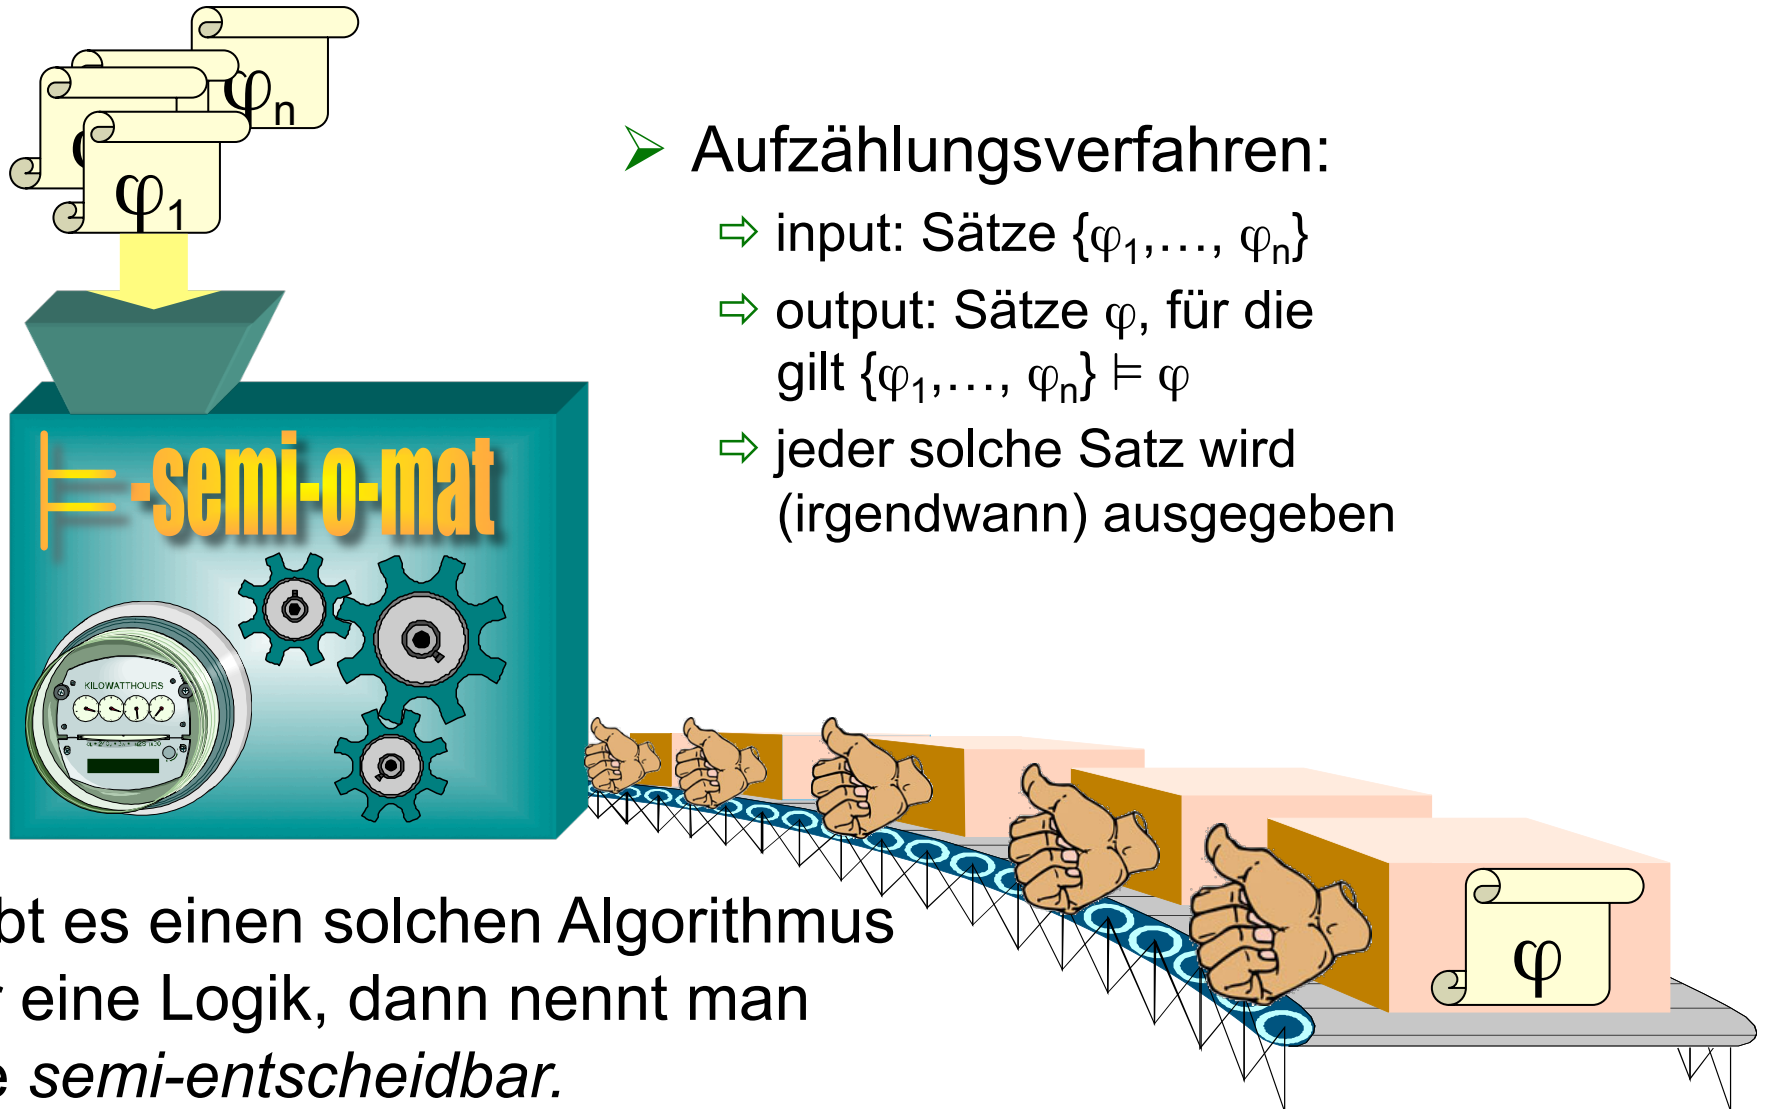 φn
φ1
Aufzählungsverfahren:
input: Sätze {φ1,…, φn}
output: Sätze φ, für die
gilt {φ1,…, φn} ⊨ φ
jeder solche Satz wird
(irgendwann) ausgegeben
⊨-semi-o-mat
KILOWATTHOURS
φ
bt es einen solchen Algorithmus
r eine Logik, dann nennt man
e semi-entscheidbar.